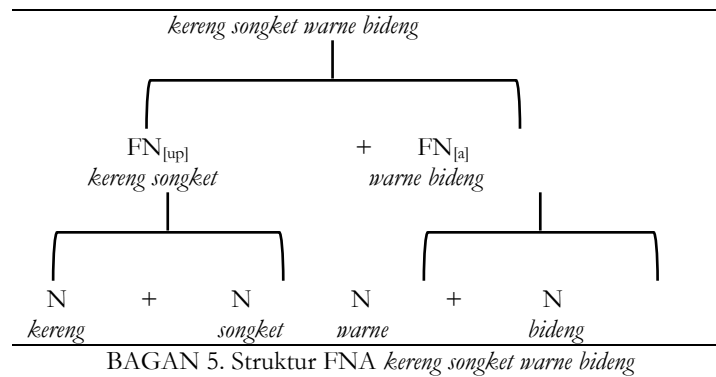 kereng songket warne bideng
FN[up] + FN[a]
kereng songket warne bideng
N + N N + N
kereng songket warne bideng
BAGAN 5. Struktur FNA kereng songket warne bideng